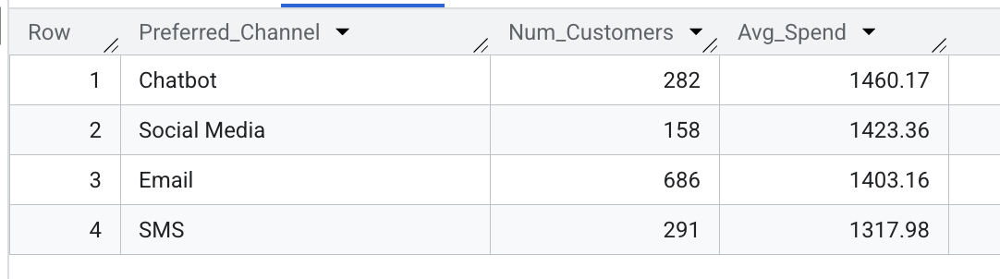 Row Preferred_Channel Num_Customers Avg_Spend
1 Chatbot 282 1460.17
2 Social Media 158 1423.36
3 Email 686 1403.16
4 SMS 291 1317.98